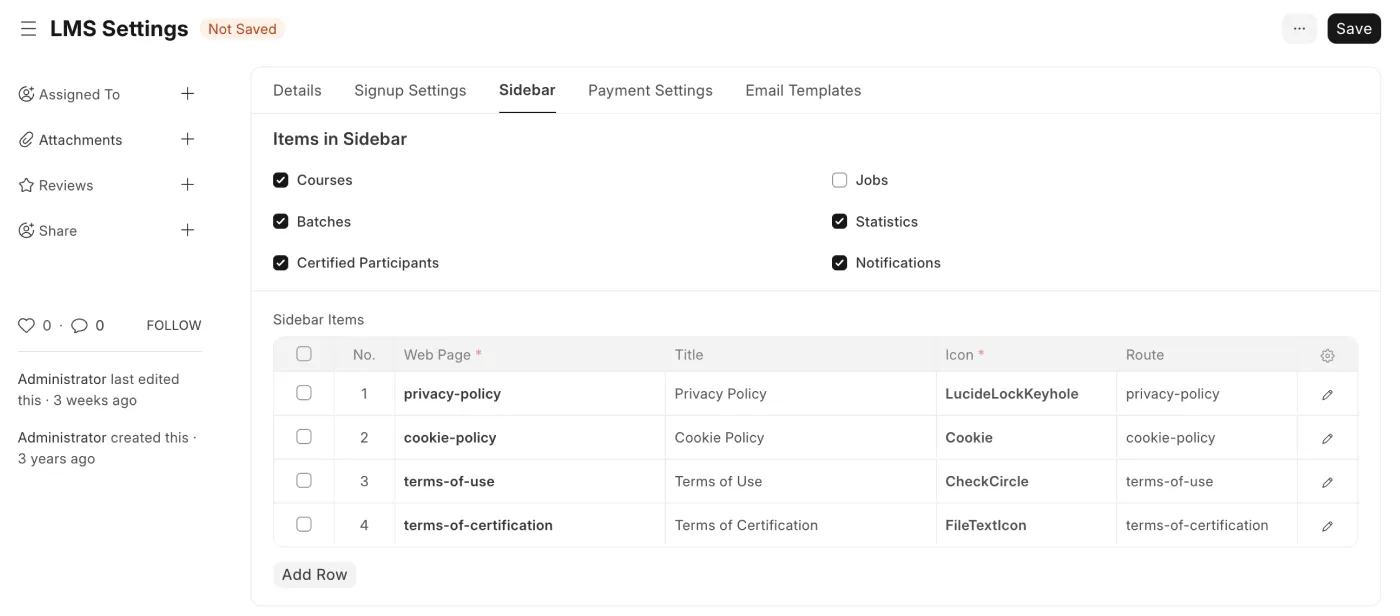 LMS Settings Not Saved ... Save
Assigned To +
Attachments +
Reviews +
Share +
0 · 0 FOLLOW
Administrator last edited
this · 3 weeks ago
Administrator created this ·
3 years ago
Details Signup Settings Sidebar Payment Settings Email Templates
Items in Sidebar
Courses Jobs
Batches Statistics
Certified Participants Notifications
Sidebar Items
No. Web Page * Title Icon * Route
1 privacy-policy Privacy Policy LucideLockKeyhole privacy-policy
2 cookie-policy Cookie Policy Cookie cookie-policy
3 terms-of-use Terms of Use CheckCircle terms-of-use
4 terms-of-certification Terms of Certification FileTextIcon terms-of-certification
Add Row